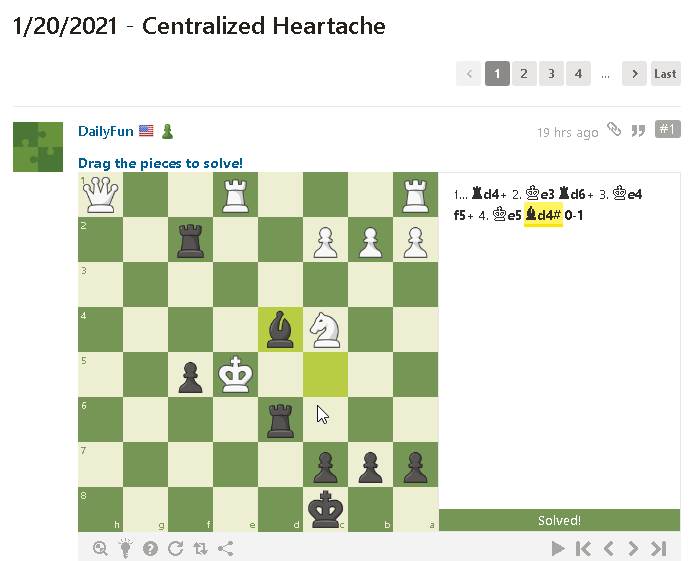 1/20/2021 - Centralized Heartache
‹ 1 2 3 4 ... › Last
DailyFun 19 hrs ago #1
Drag the pieces to solve!
1... ♜d4+ 2. ♔e3 ♜d6+ 3. ♔e4
f5+ 4. ♔e5 ♝d4# 0-1
1
2
3
4
5
6
7
8
h g f e d c b a
Solved!